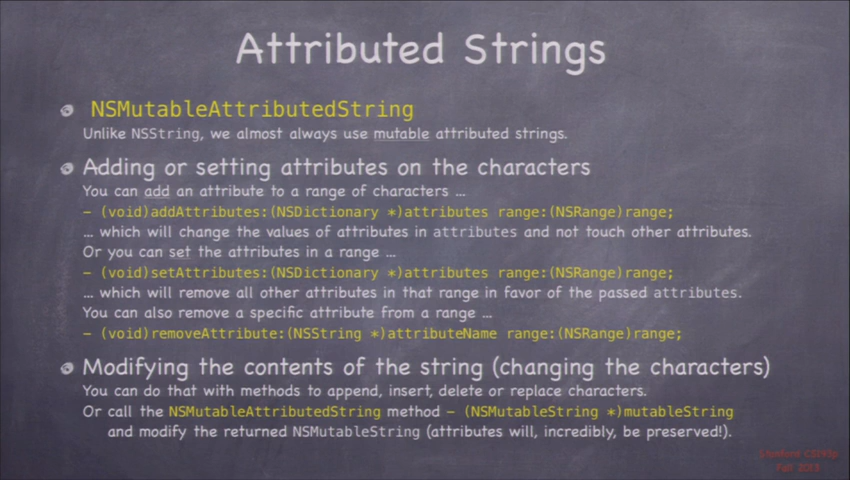 Attributed Strings
NSMutableAttributedString
Unlike NSString, we almost always use mutable attributed strings.
Adding or setting attributes on the characters
You can add an attribute to a range of characters ...
- (void)addAttributes:(NSDictionary *)attributes range:(NSRange)range;
... which will change the values of attributes in attributes and not touch other attributes.
Or you can set the attributes in a range ...
- (void)setAttributes:(NSDictionary *)attributes range:(NSRange)range;
... which will remove all other attributes in that range in favor of the passed attributes.
You can also remove a specific attribute from a range ...
- (void)removeAttribute:(NSString *)attributeName range:(NSRange)range;
Modifying the contents of the string (changing the characters)
You can do that with methods to append, insert, delete or replace characters.
Or call the NSMutableAttributedString method - (NSMutableString *)mutableString
and modify the returned NSMutableString (attributes will, incredibly, be preserved!).
Stanford CS193p
Fall 2013